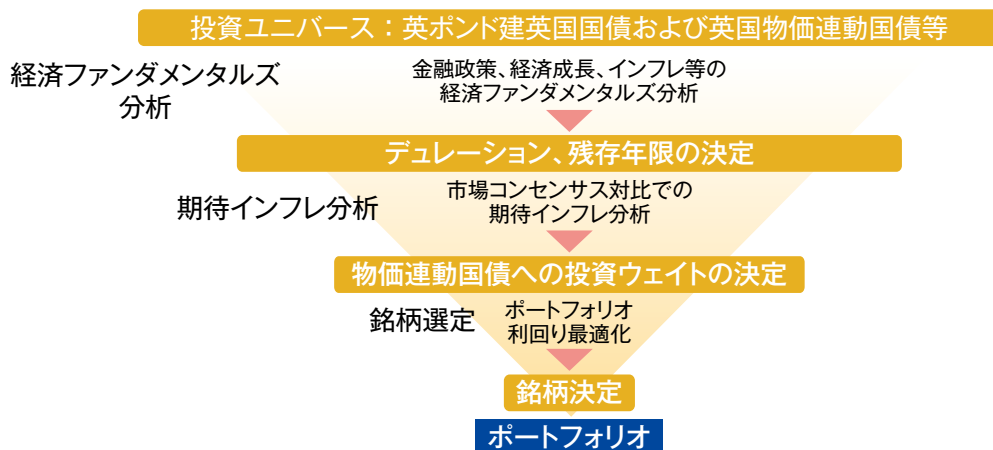 投資ユニバース：英ポンド建英国国債および英国物価連動国債等
経済ファンダメンタルズ
分析
金融政策、経済成長、インフレ等の
経済ファンダメンタルズ分析
デュレーション、残存年限の決定
期待インフレ分析
市場コンセンサス対比での
期待インフレ分析
物価連動国債への投資ウェイトの決定
銘柄選定
ポートフォリオ
利回り最適化
銘柄決定
ポートフォリオ